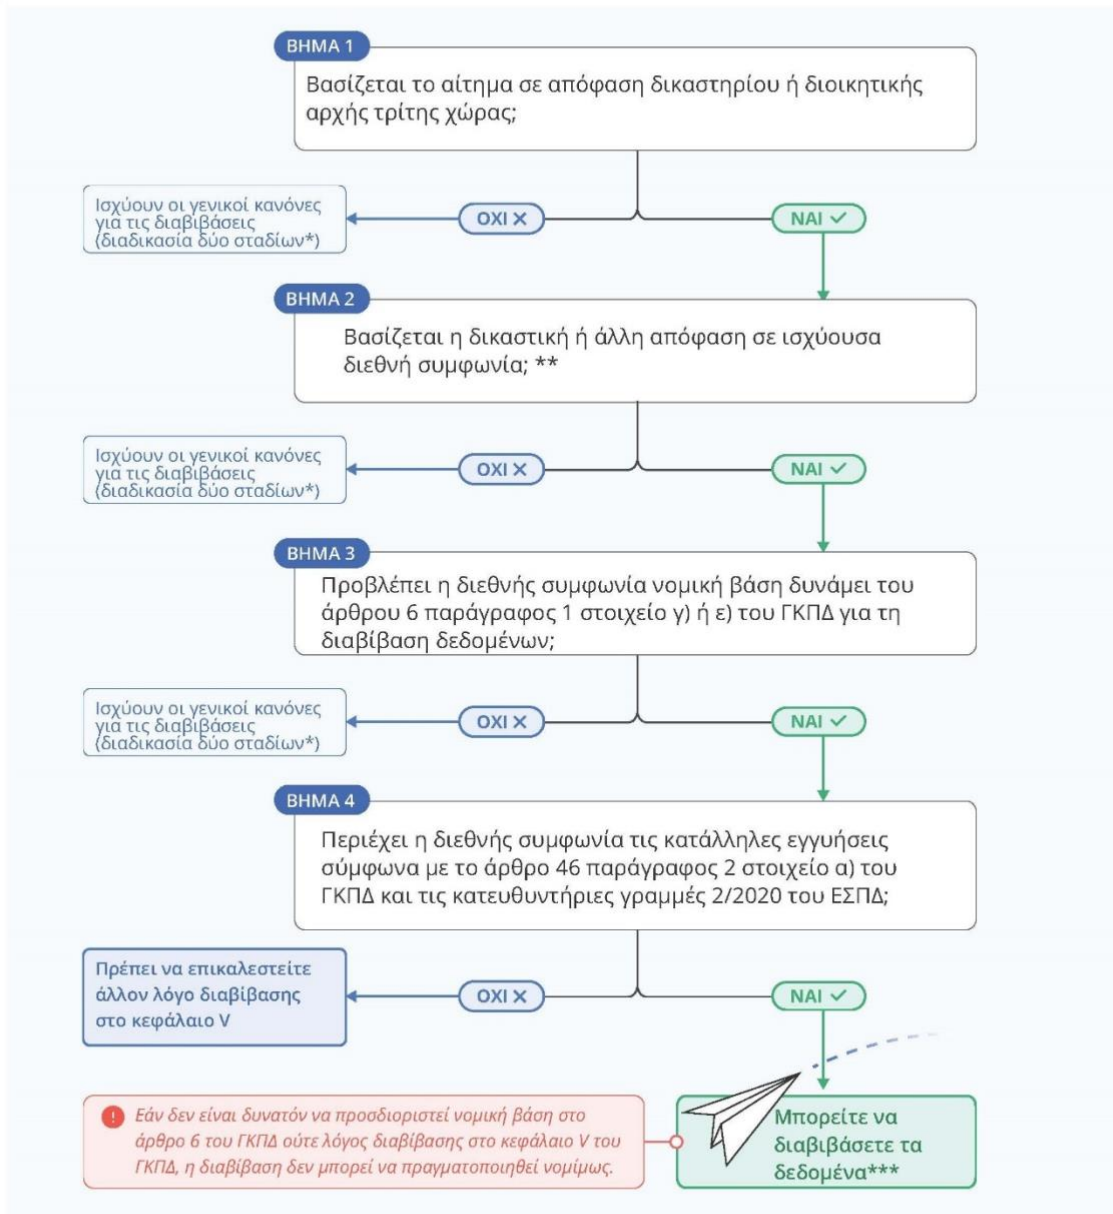 ΒΗΜΑ 1
Βασίζεται το αίτημα σε απόφαση δικαστηρίου ή διοικητικής
αρχής τρίτης χώρας;
Ισχύουν οι γενικοί κανόνες
για τις διαβιβάσεις
(διαδικασία δύο σταδίων*)
ΟΧΙ ✕
ΝΑΙ ✓
ΒΗΜΑ 2
Βασίζεται η δικαστική ή άλλη απόφαση σε ισχύουσα
διεθνή συμφωνία; **
Ισχύουν οι γενικοί κανόνες
για τις διαβιβάσεις
(διαδικασία δύο σταδίων*)
ΟΧΙ ✕
ΝΑΙ ✓
ΒΗΜΑ 3
Προβλέπει η διεθνής συμφωνία νομική βάση δυνάμει του
άρθρου 6 παράγραφος 1 στοιχείο γ) ή ε) του ΓΚΠΔ για τη
διαβίβαση δεδομένων;
Ισχύουν οι γενικοί κανόνες
για τις διαβιβάσεις
(διαδικασία δύο σταδίων*)
ΟΧΙ ✕
ΝΑΙ ✓
ΒΗΜΑ 4
Περιέχει η διεθνής συμφωνία τις κατάλληλες εγγυήσεις
σύμφωνα με το άρθρο 46 παράγραφος 2 στοιχείο α) του
ΓΚΠΔ και τις κατευθυντήριες γραμμές 2/2020 του ΕΣΠΔ;
Πρέπει να επικαλεστείτε
άλλον λόγο διαβίβασης
στο κεφάλαιο V
ΟΧΙ ✕
ΝΑΙ ✓
Εάν δεν είναι δυνατόν να προσδιοριστεί νομική βάση στο
άρθρο 6 του ΓΚΠΔ ούτε λόγος διαβίβασης στο κεφάλαιο V του
ΓΚΠΔ, η διαβίβαση δεν μπορεί να πραγματοποιηθεί νομίμως.
Μπορείτε να
διαβιβάσετε τα
δεδομένα***